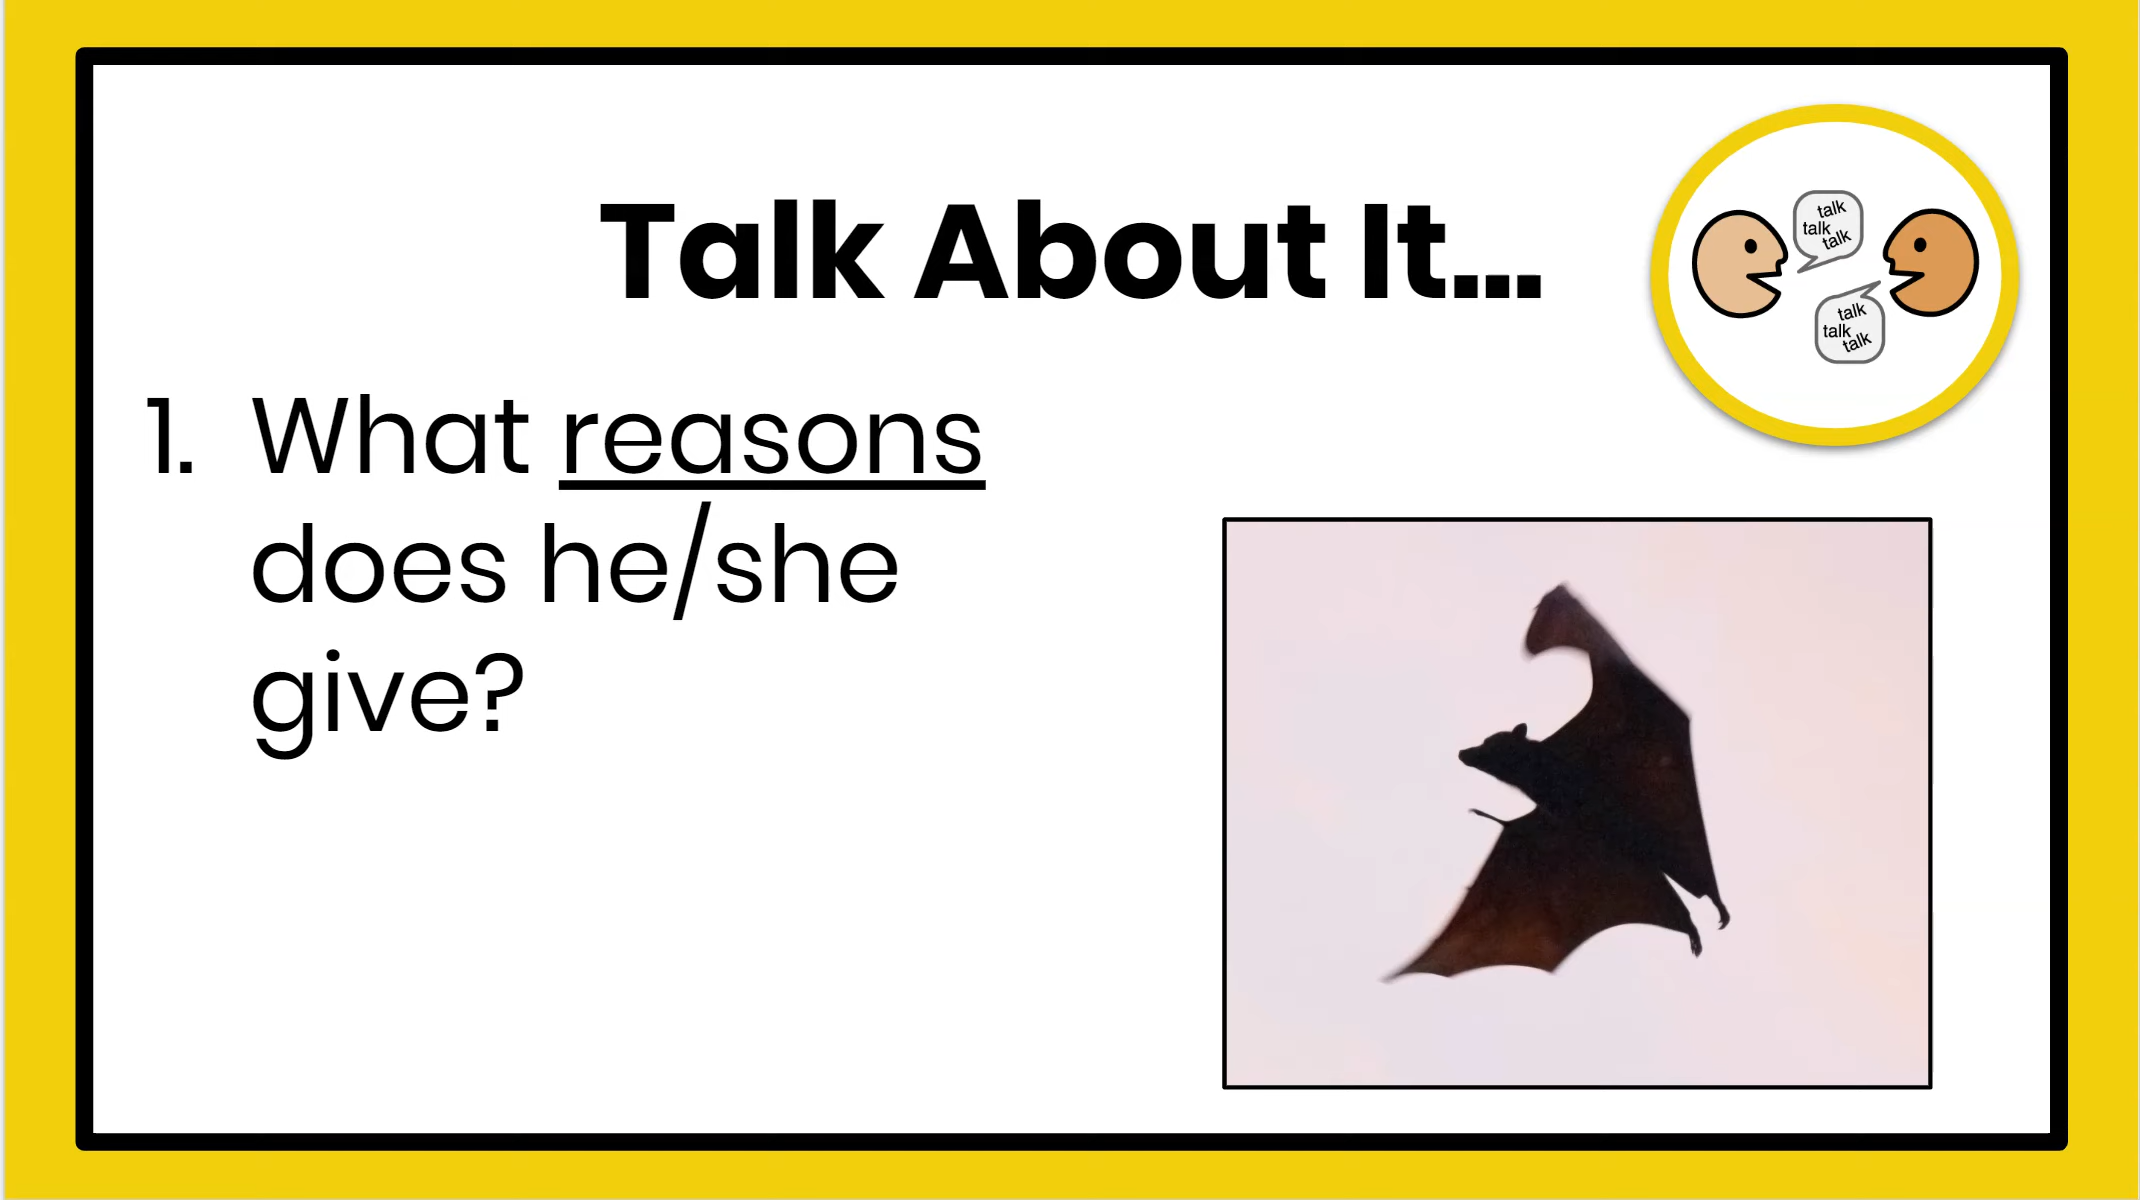 Talk About It...
talk
talk
talk
talk
talk
talk
1. What reasons
does he/she
give?